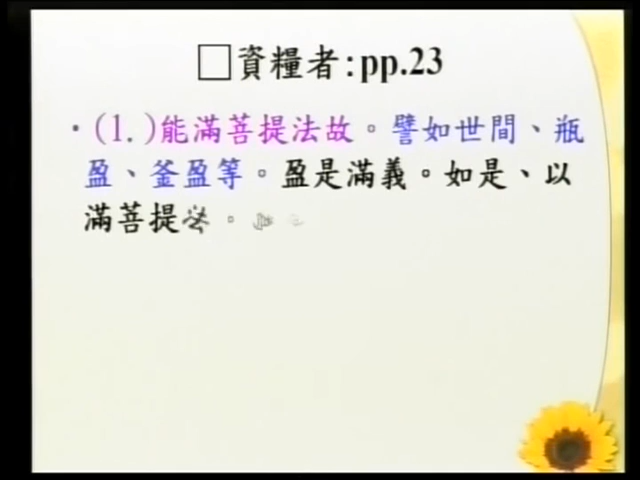 □資糧者:pp.23
•(1.)能滿菩提法故。譬如世間、瓶
盈、釜盈等。盈是滿義。如是、以
滿菩提法。